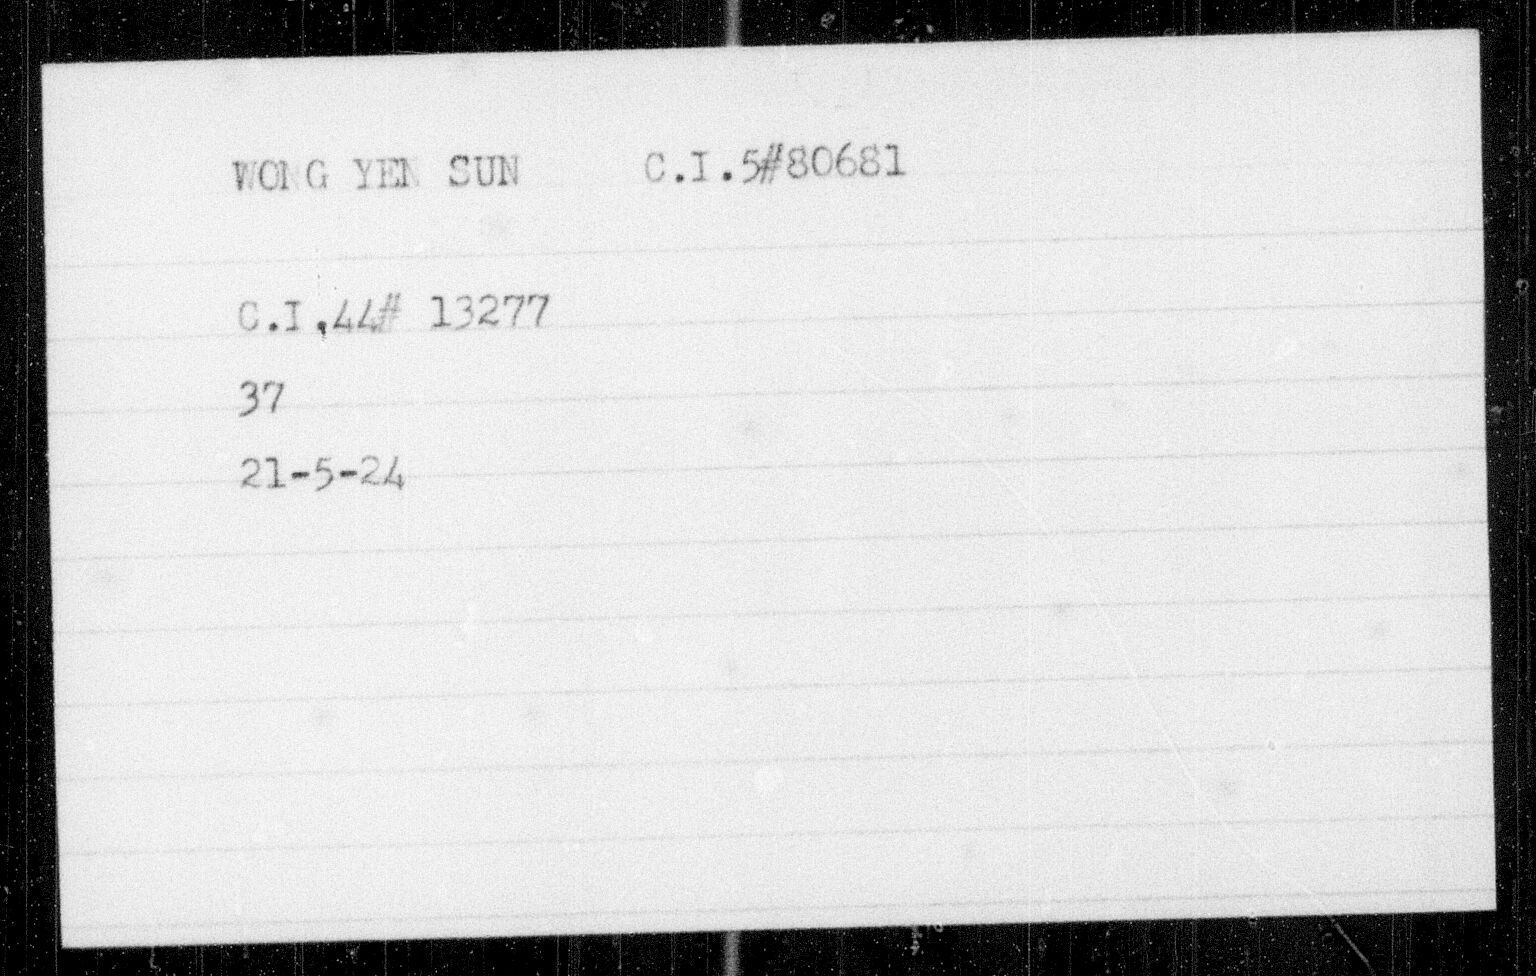 WONG YEN SUN C.I.5#80681
C.I.44# 13277
37
21-5-24